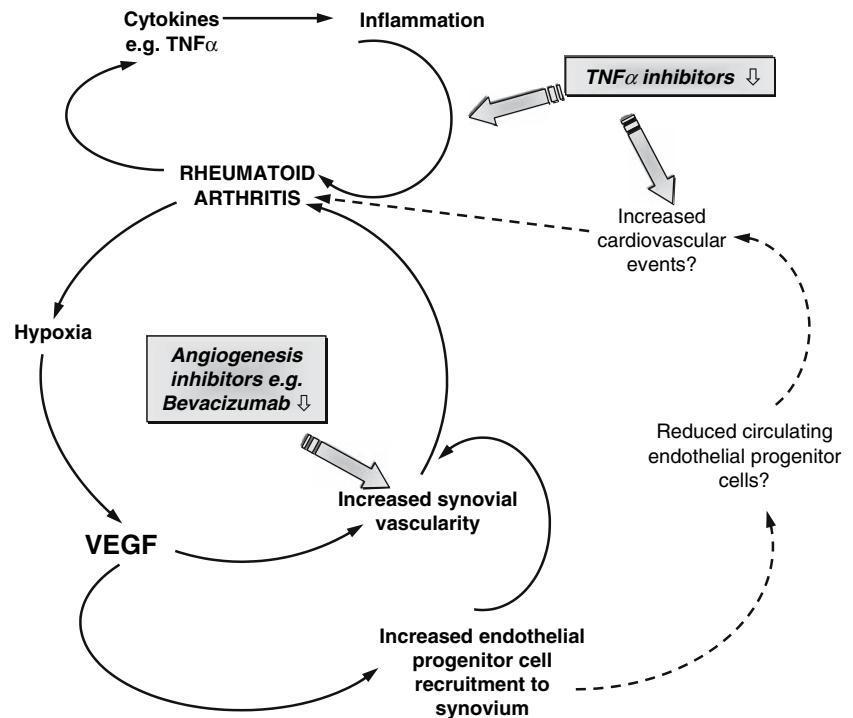 Cytokines
e.g. TNFα
Inflammation
TNFα inhibitors ⇩
RHEUMATOID
ARTHRITIS
Increased
cardiovascular
events?
Hypoxia
Angiogenesis
inhibitors e.g.
Bevacizumab ⇩
Reduced circulating
endothelial progenitor
cells?
Increased synovial
vascularity
VEGF
Increased endothelial
progenitor cell
recruitment to
synovium